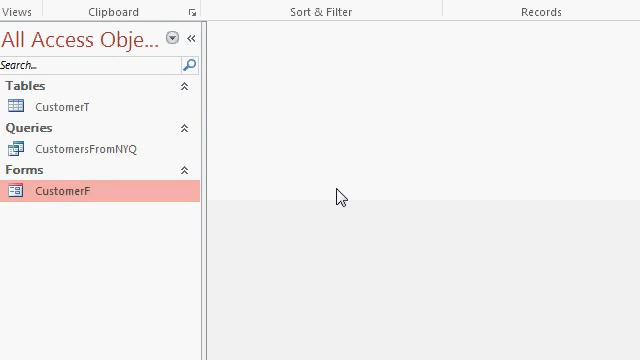 Views Clipboard Sort & Filter Records
All Access Obje...
Search...
Tables
CustomerT
Queries
CustomersFromNYQ
Forms
CustomerF